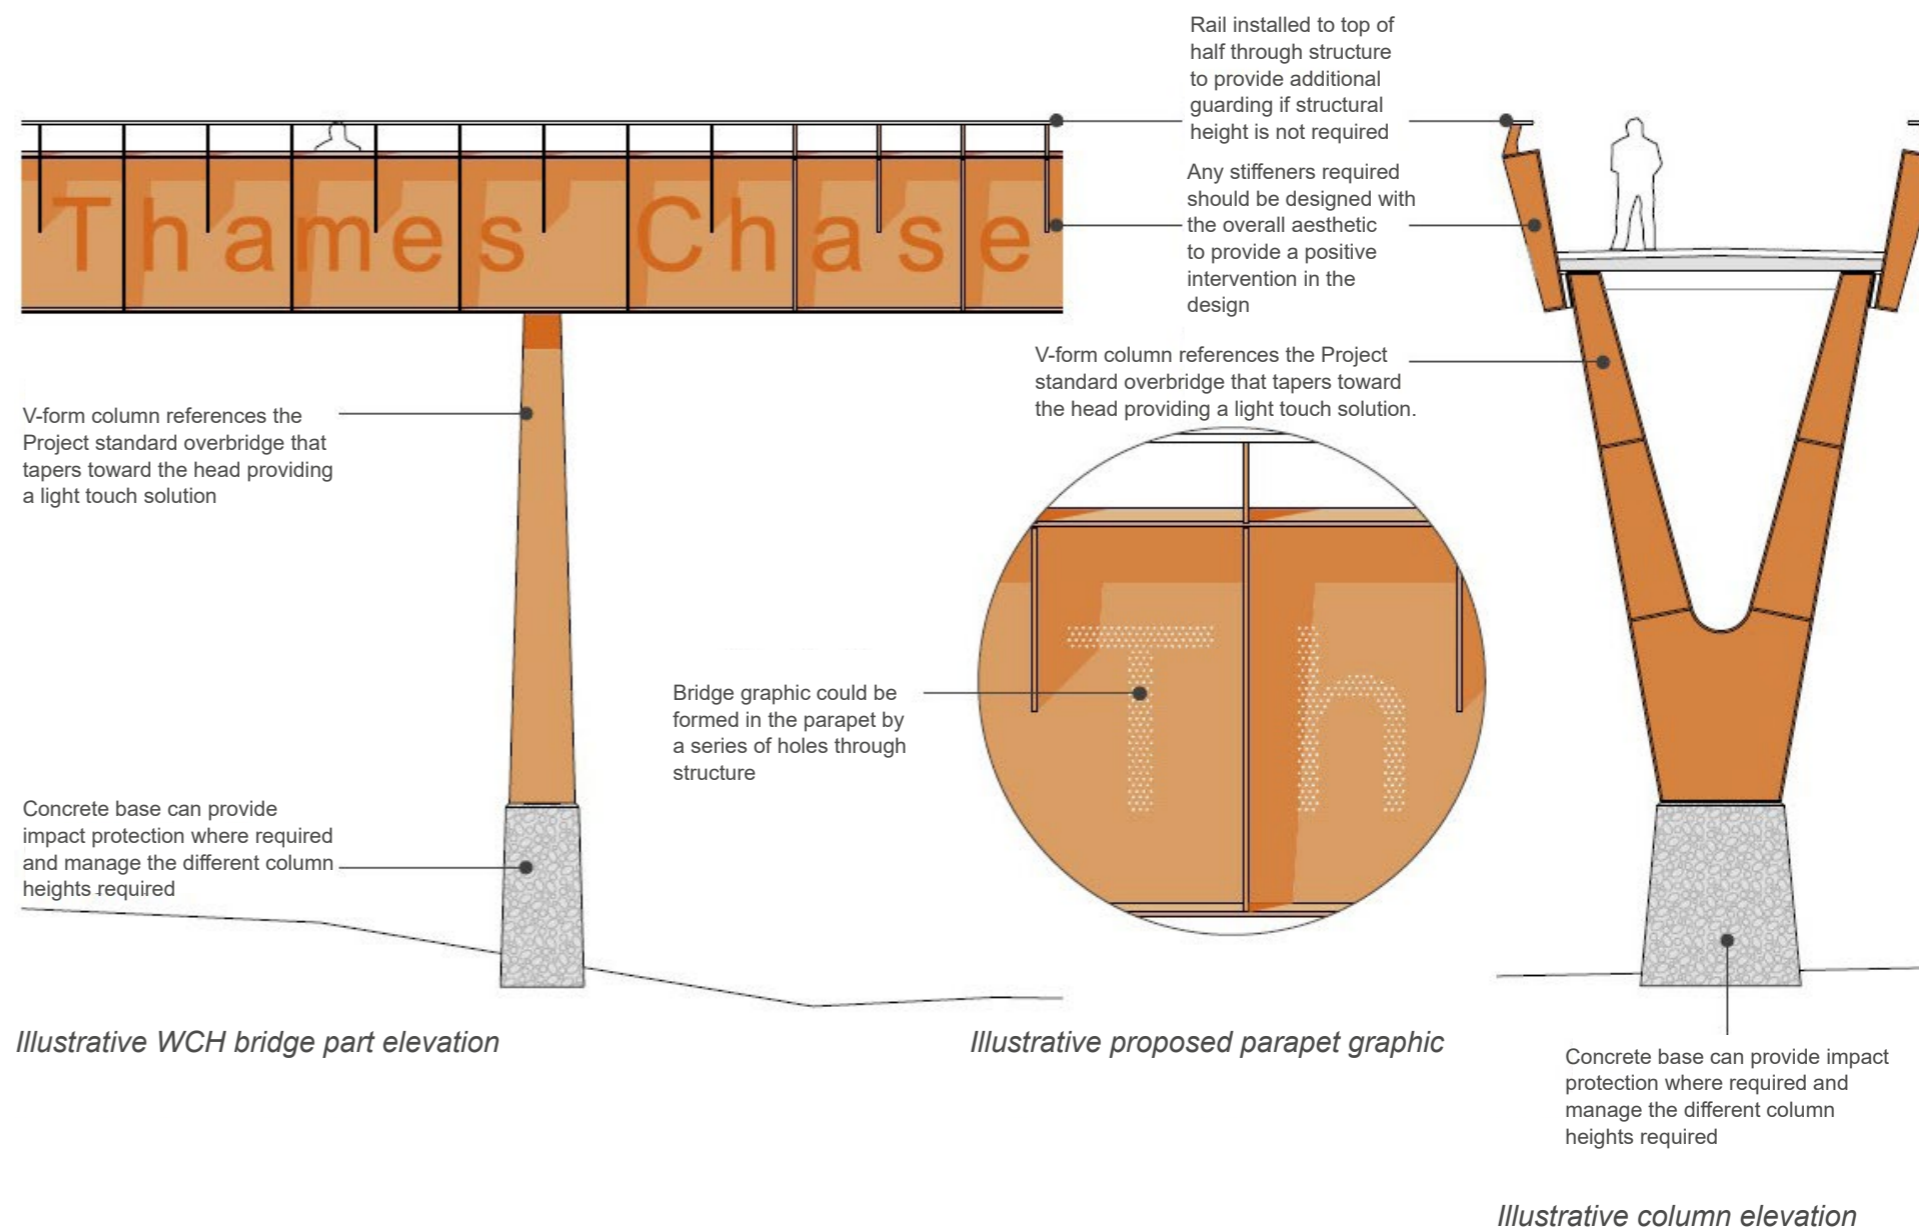 Rail installed to top of
half through structure
to provide additional
guarding if structural
height is not required
Any stiffeners required
should be designed with
the overall aesthetic
to provide a positive
intervention in the
design
Thames Chase
V-form column references the Project
standard overbridge that tapers toward
the head providing a light touch solution.
V-form column references the
Project standard overbridge that
tapers toward the head providing
a light touch solution
Th
Bridge graphic could be
formed in the parapet by
a series of holes through
structure
Concrete base can provide
impact protection where required
and manage the different column
heights required
Illustrative WCH bridge part elevation
Illustrative proposed parapet graphic
Concrete base can provide impact
protection where required and
manage the different column
heights required
Illustrative column elevation